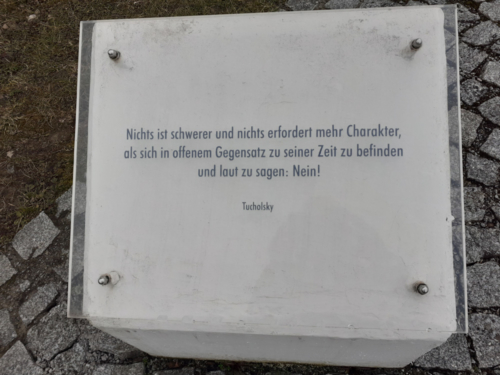 Nichts ist schwerer und nichts erfordert mehr Charakter,
als sich in offenem Gegensatz zu seiner Zeit zu befinden
und laut zu sagen: Nein!
Tucholsky